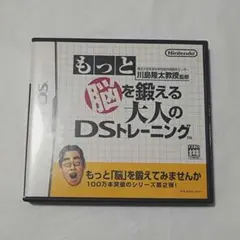 Nintendo
川島隆太教授監修
もっと
脳を鍛える
大人の
DSトレーニング
DS
もっと「脳」を鍛えてみませんか
100万本突破のシリーズ第2弾!